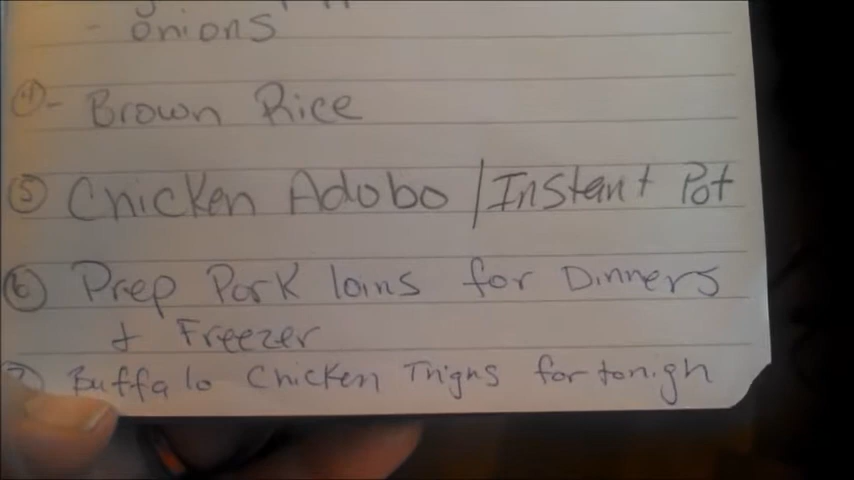 - onions
④- Brown Rice
⑤ Chicken Adobo / Instant Pot
⑥ Prep Pork loins for Dinners
+ Freezer
Buffalo Chicken Thighs for tonigh